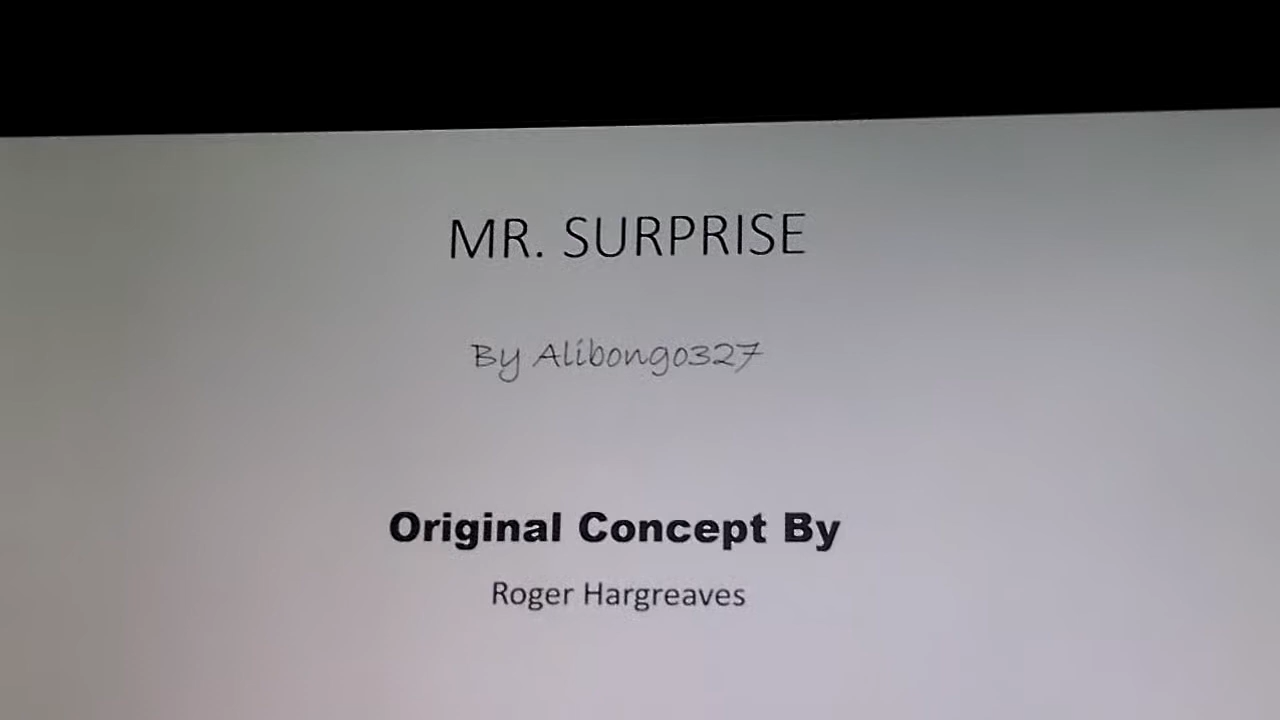 MR. SURPRISE
By Alibongo327
Original Concept By
Roger Hargreaves